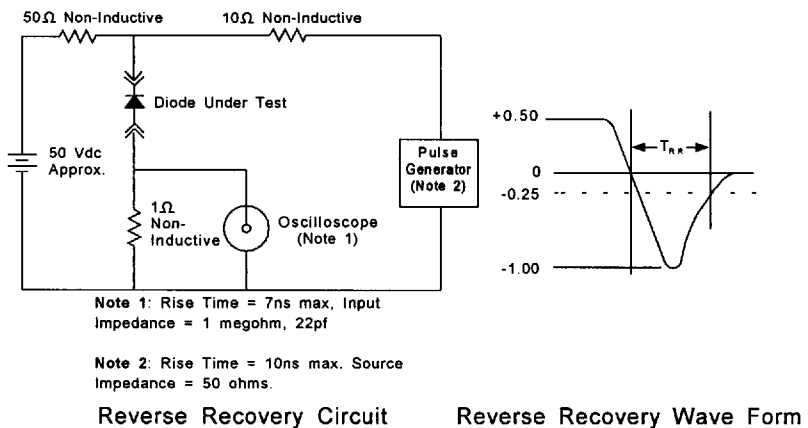 50Ω Non-Inductive
10Ω Non-Inductive
Diode Under Test
50 Vdc
Approx.
1Ω
Non-
Inductive
Oscilloscope
(Note 1)
Pulse
Generator
(Note 2)
+0.50
TRR
0
-0.25
-1.00
Note 1: Rise Time = 7ns max, Input
Impedance = 1 megohm, 22pf
Note 2: Rise Time = 10ns max. Source
Impedance = 50 ohms.
Reverse Recovery Circuit
Reverse Recovery Wave Form